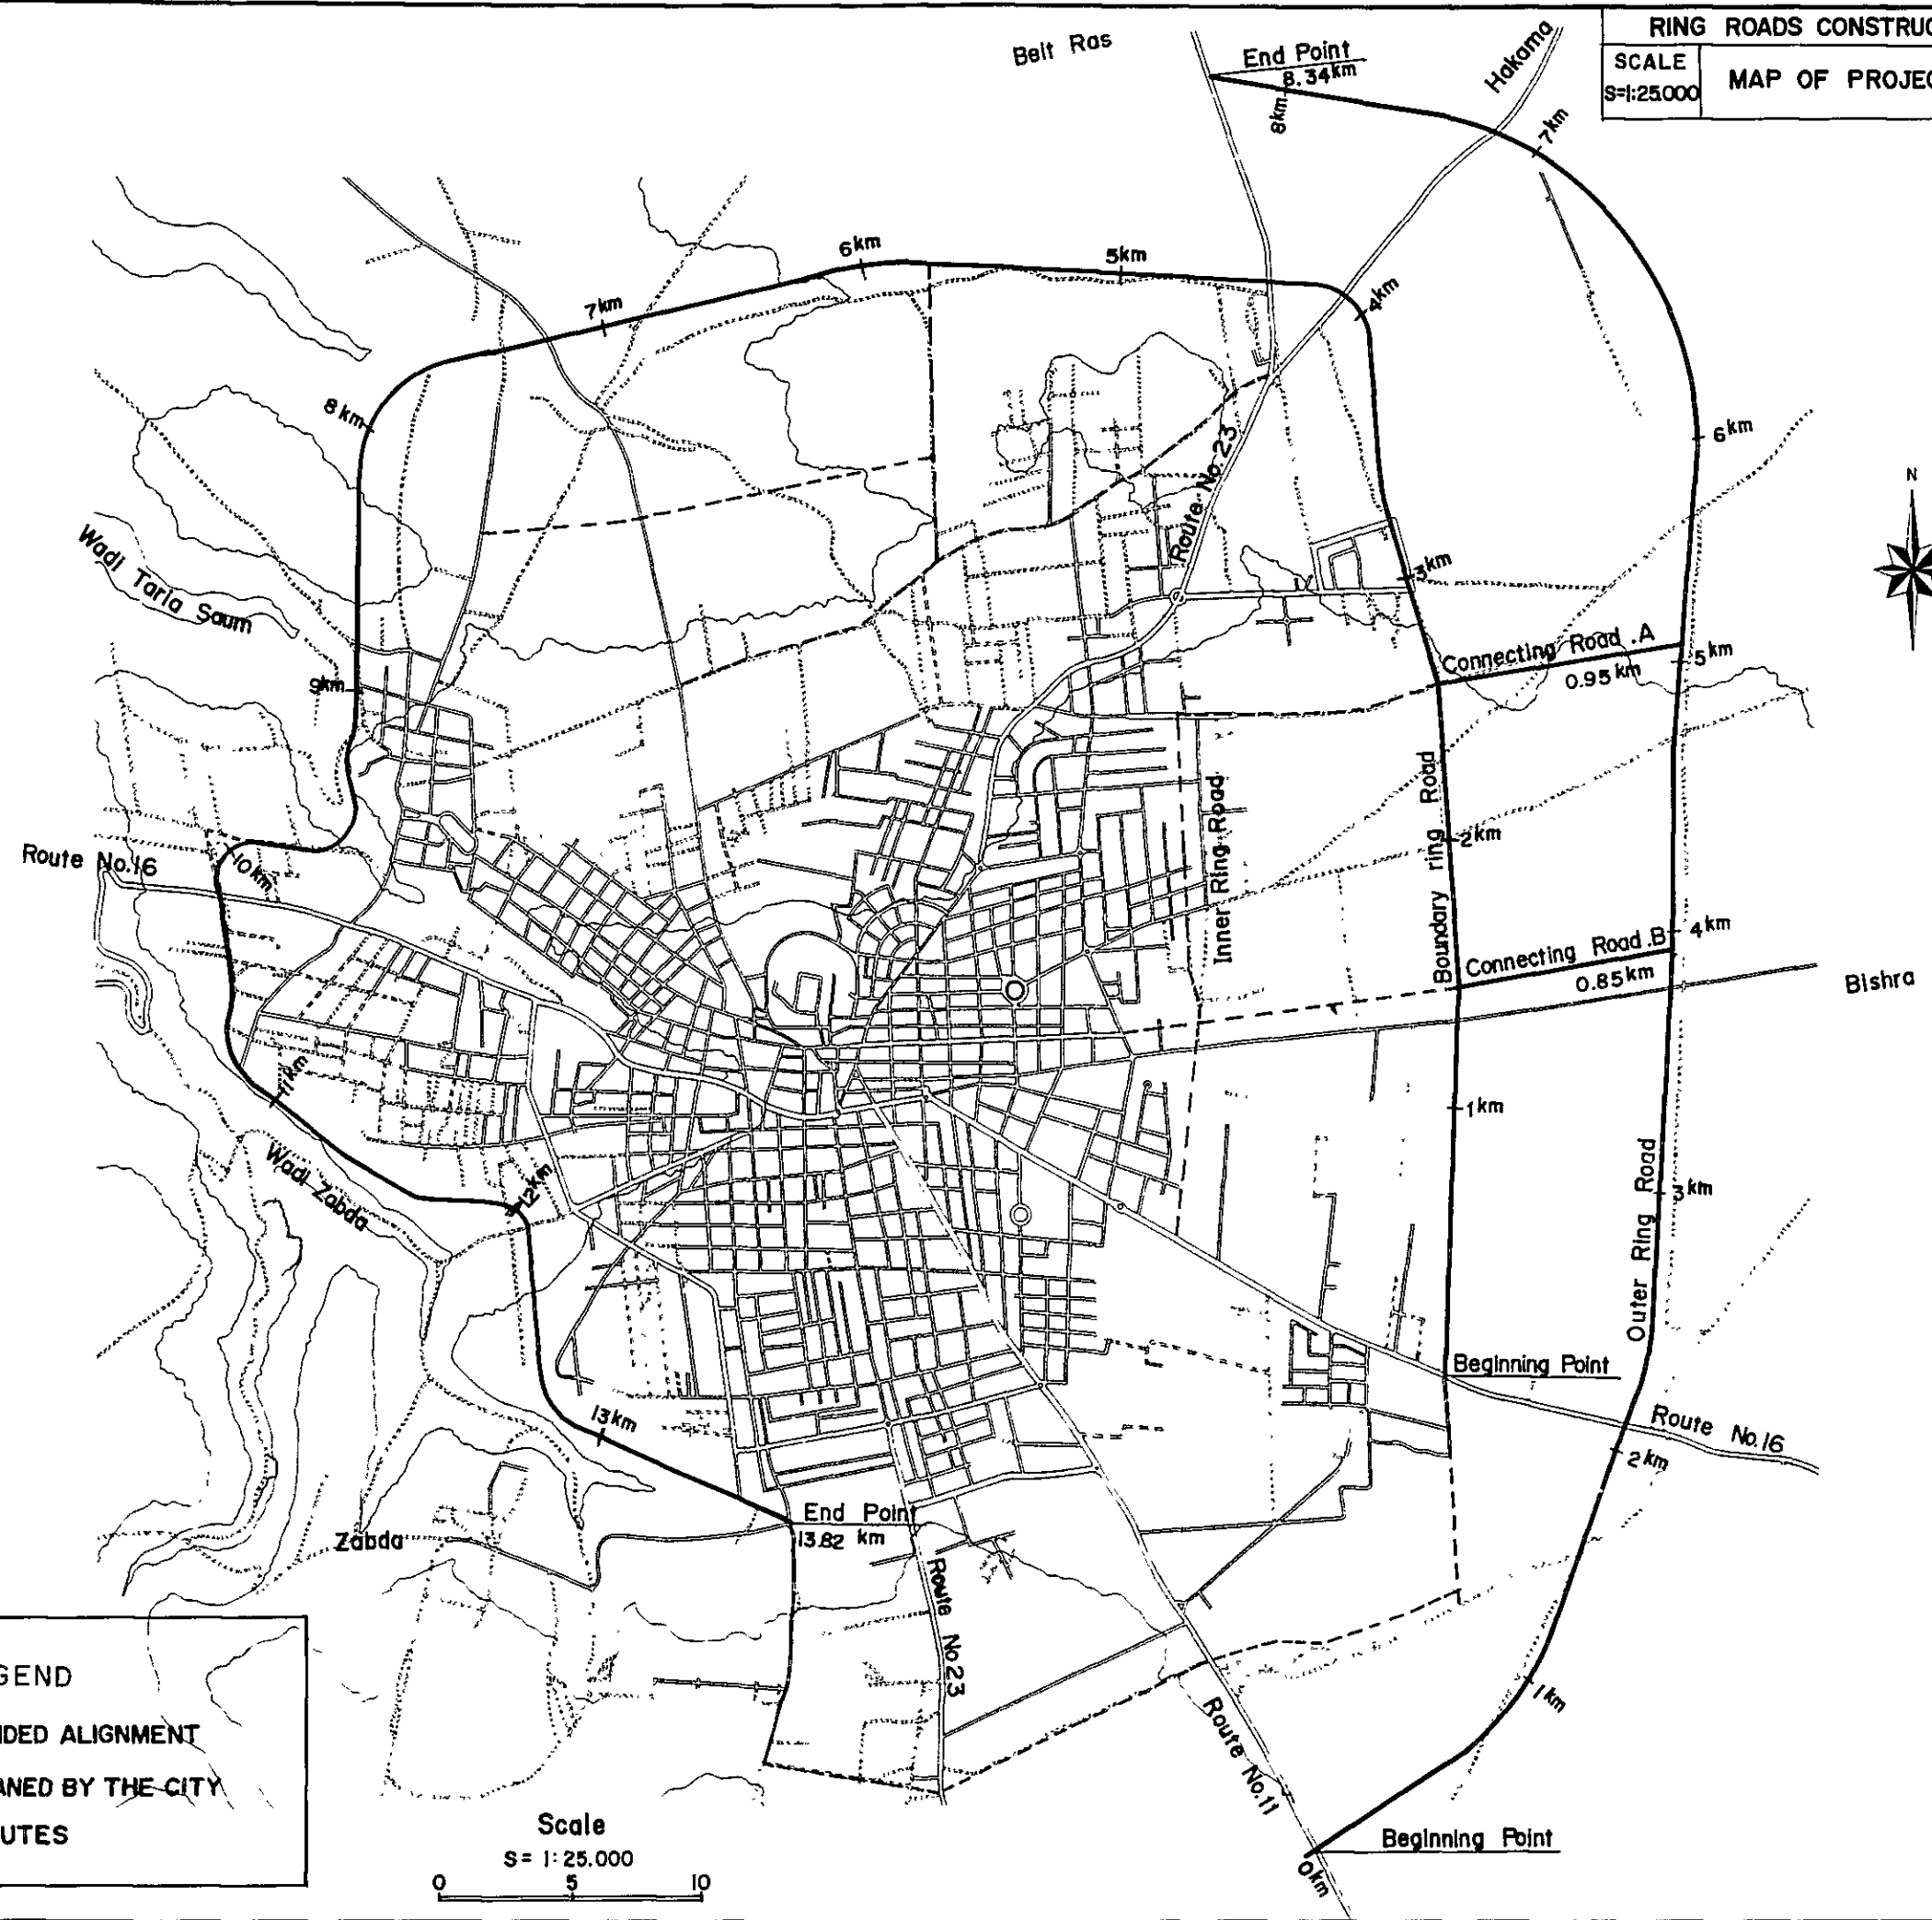 RING ROADS CONSTRUC
SCALE
S=1:25.000
MAP OF PROJEC
Beit Ras
End Point
8.34km
8km
Hakama
7km
6km
5km
4km
7km
8km
6km
N
Route No.23
3km
Wadi Taria Saum
Connecting Road .A
0.95 km
5km
9km
Inner Ring Road
Boundary ring Road
2km
Route No.16
10km
Connecting Road .B
0.85km
4km
Bishra
11km
1km
Wadi Zabda
12km
Outer Ring Road
3km
Beginning Point
Route No.16
2km
13km
End Point
13.82 km
Zabda
Route No.23
1km
Route No.11
GEND
DED ALIGNMENT
ANED BY THE CITY
UTES
Scale
S= 1:25.000
0 5 10
Beginning Point
0km